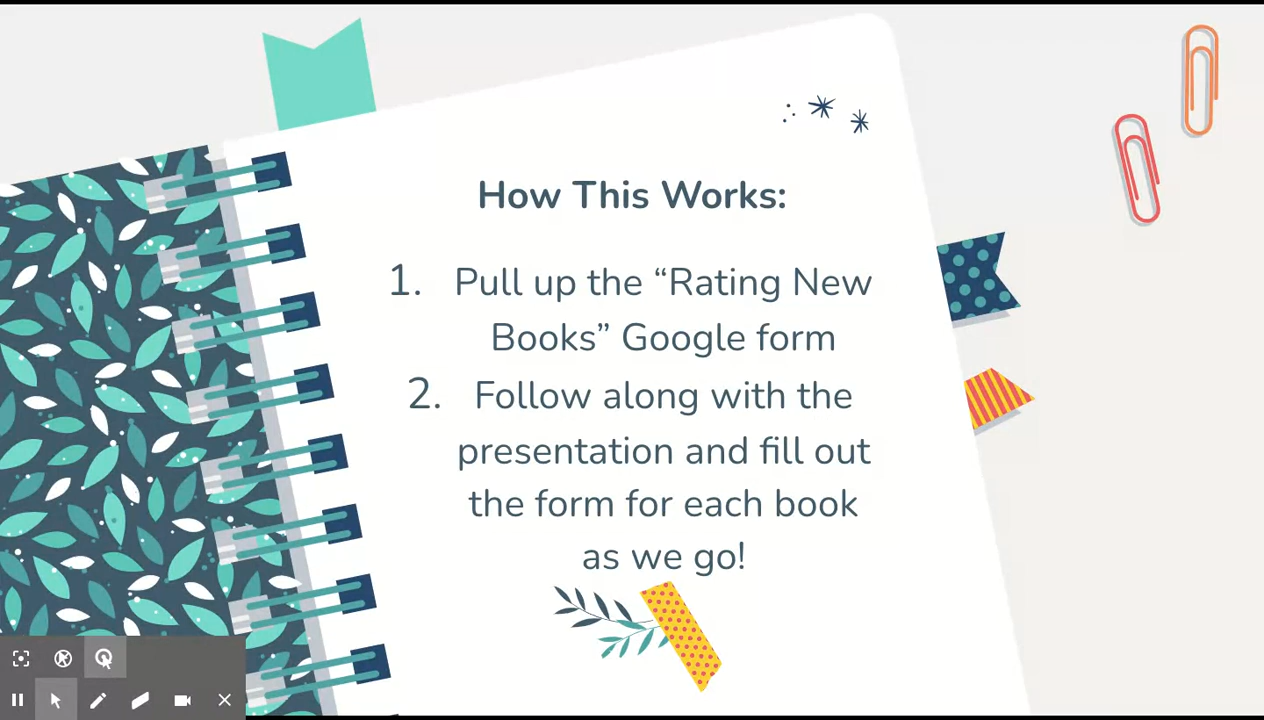 How This Works:
1. Pull up the “Rating New
Books” Google form
2. Follow along with the
presentation and fill out
the form for each book
as we go!